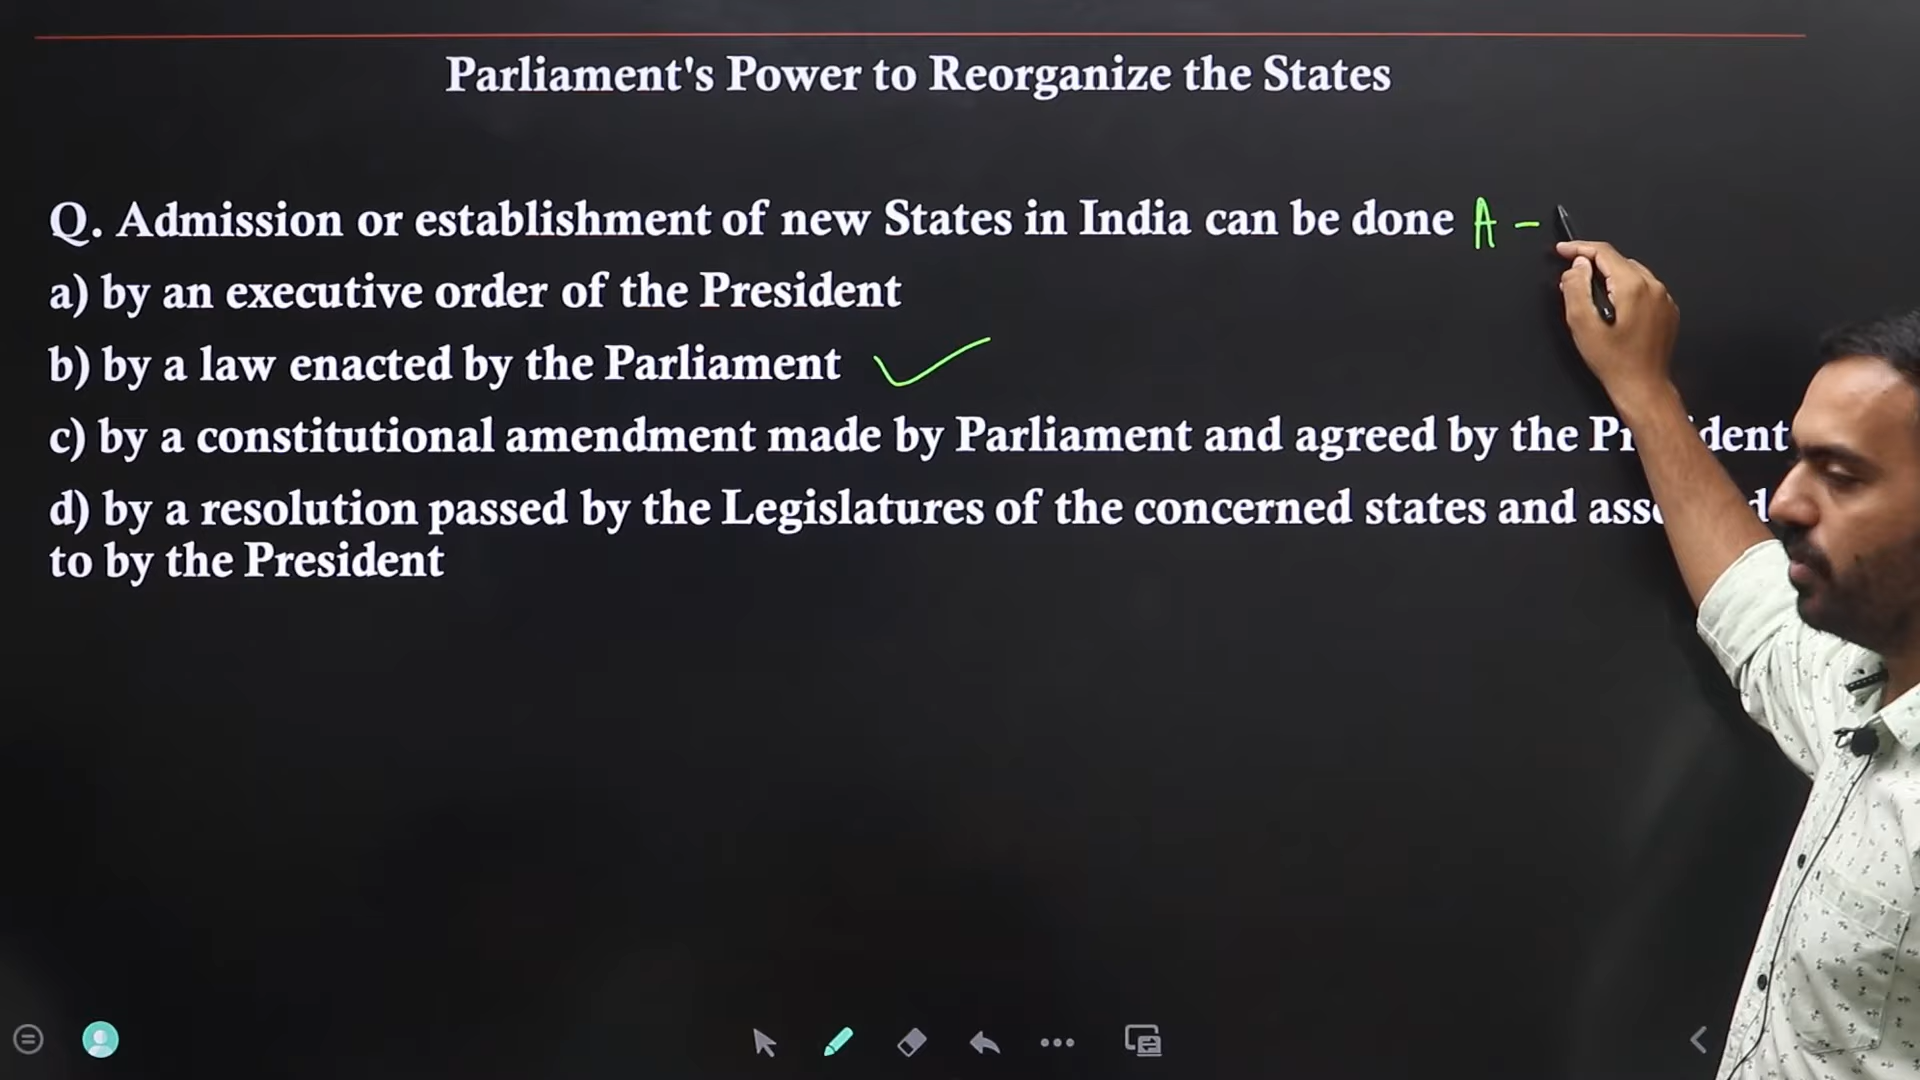 Parliament's Power to Reorganize the States
Q. Admission or establishment of new States in India can be done A -
a) by an executive order of the President
b) by a law enacted by the Parliament
c) by a constitutional amendment made by Parliament and agreed by the
d) by a resolution passed by the Legislatures of the concerned states and
to by the President